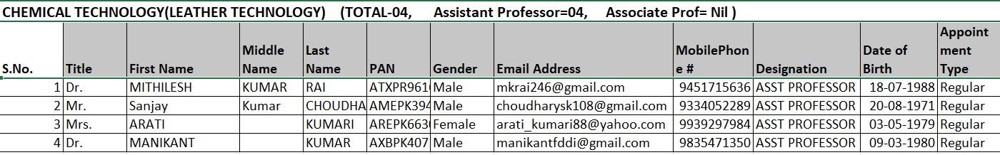 CHEMICAL TECHNOLOGY(LEATHER TECHNOLOGY) (TOTAL-04, Assistant Professor=04, Associate Prof= Nil )
S.No. Title First Name Middle Name Last Name PAN Gender Email Address MobilePhone # Designation Date of Birth Appointment Type
1 Dr. MITHILESH KUMAR RAI ATXPR961 Male mkrai246@gmail.com 9451715636 ASST PROFESSOR 18-07-1988 Regular
2 Mr. Sanjay Kumar CHOUDHA AMEPK394 Male choudharysk108@gmail.com 9334052289 ASST PROFESSOR 20-08-1971 Regular
3 Mrs. ARATI KUMARI AREPK663 Female arati_kumari88@yahoo.com 9939297984 ASST PROFESSOR 03-05-1979 Regular
4 Dr. MANIKANT KUMAR AXBPK407 Male manikantfddi@gmail.com 9835471350 ASST PROFESSOR 09-03-1980 Regular